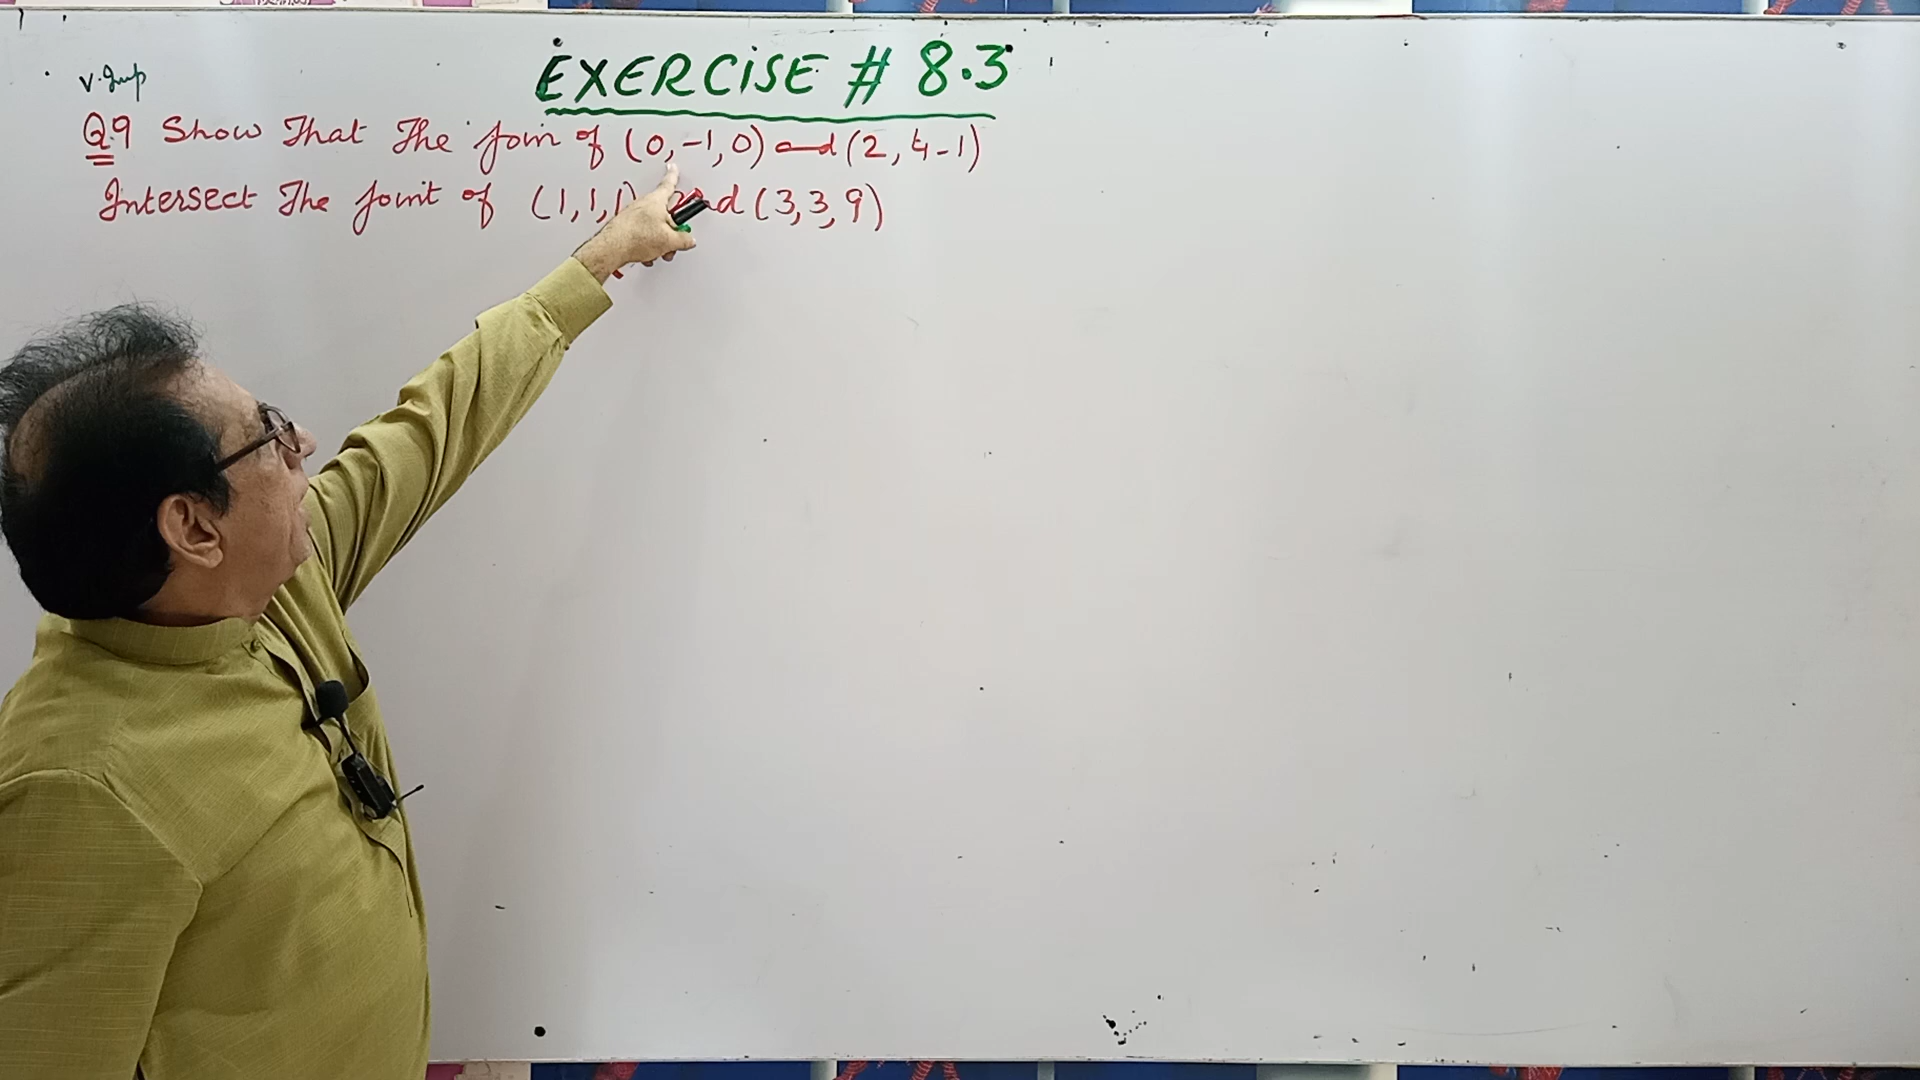 EXERCISE # 8.3
V.Imp
Q.9 Show That The join of (0,-1,0) and (2, 4-1)
Intersect The joint of (1,1,1) and (3,3,9)